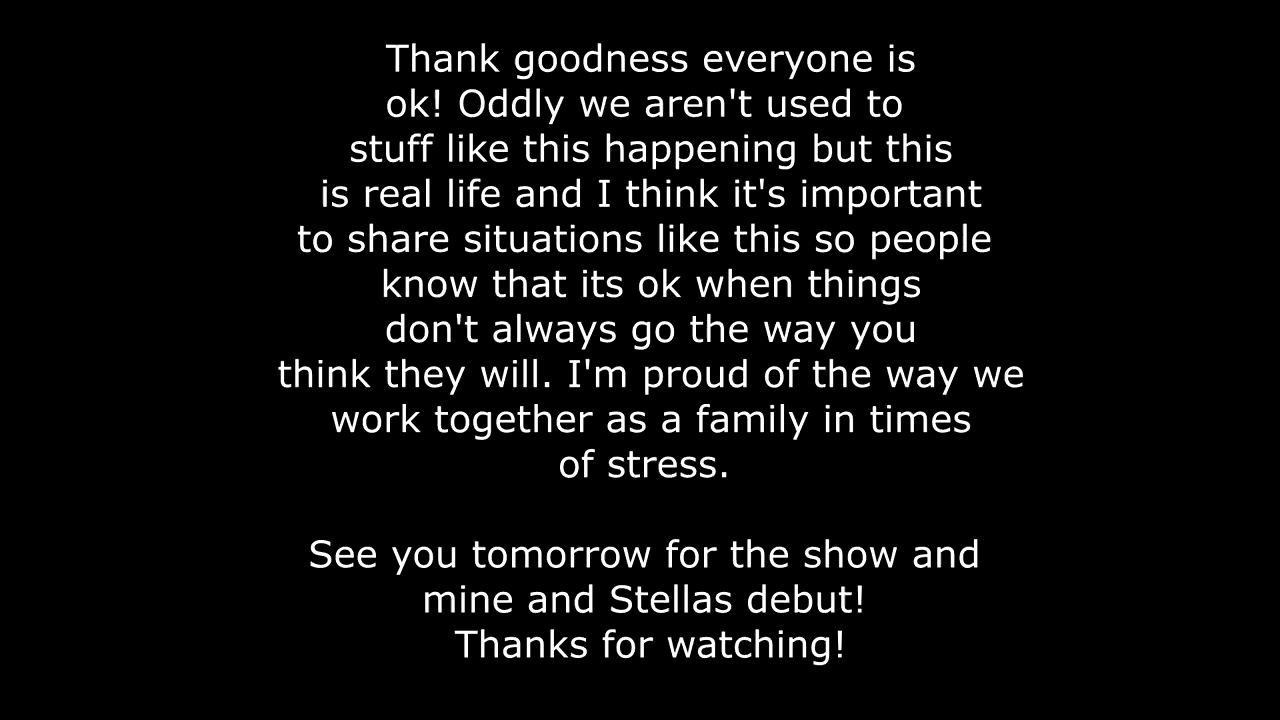 Thank goodness everyone is
ok! Oddly we aren't used to
stuff like this happening but this
is real life and I think it's important
to share situations like this so people
know that its ok when things
don't always go the way you
think they will. I'm proud of the way we
work together as a family in times
of stress.
See you tomorrow for the show and
mine and Stellas debut!
Thanks for watching!